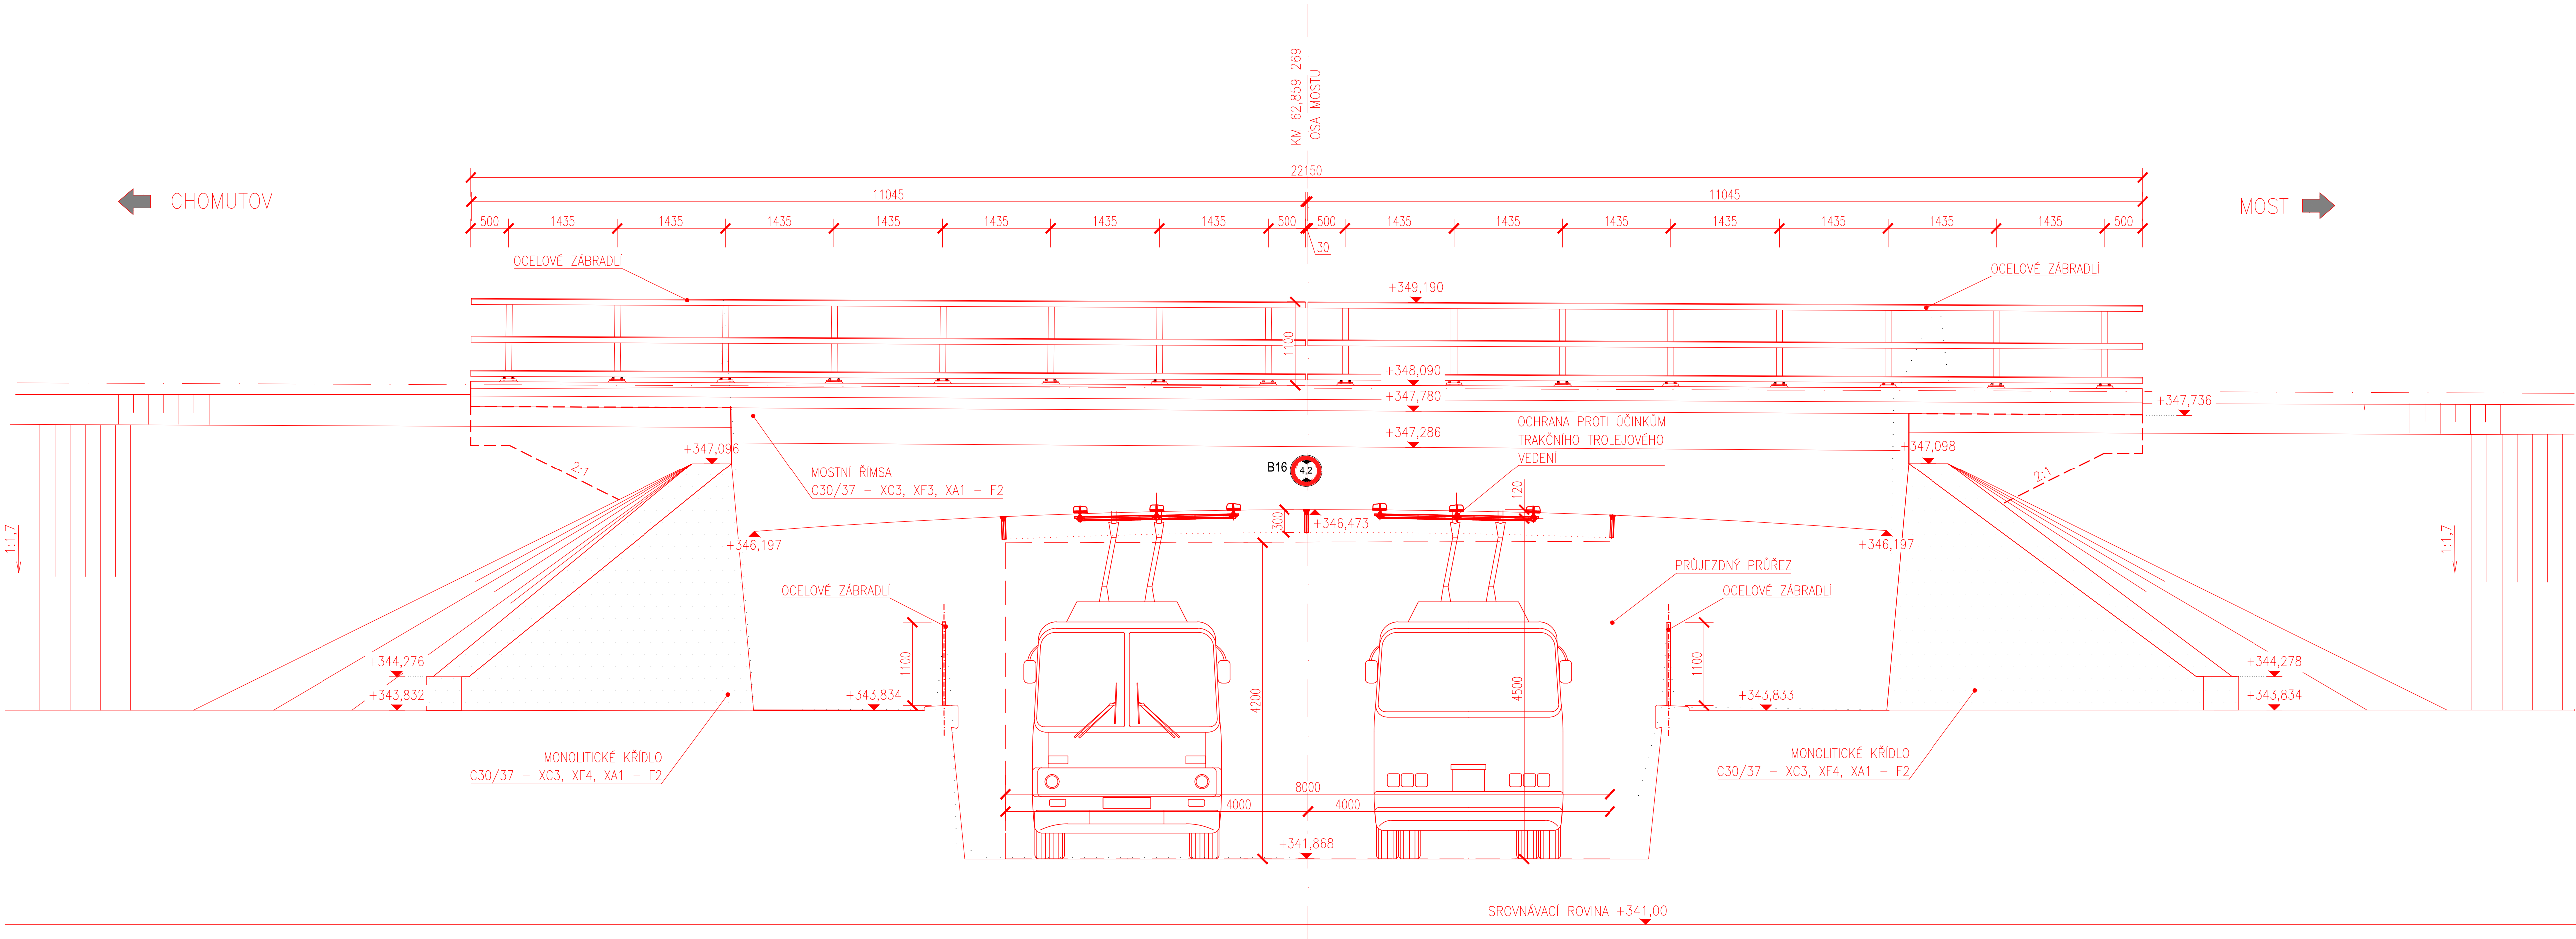 KM 62,859 269
OSA MOSTU
22150
11045 11045
500 1435 1435 1435 1435 1435 1435 1435 500 500 1435 1435 1435 1435 1435 1435 1435 500
30
CHOMUTOV
MOST
OCELOVÉ ZÁBRADLÍ
OCELOVÉ ZÁBRADLÍ
+349,190
1100
+348,090
+347,780
+347,736
+347,286
+347,096
+347,098
OCHRANA PROTI ÚČINKŮM
TRAKČNÍHO TROLEJOVÉHO
VEDENÍ
MOSTNÍ ŘÍMSA
C30/37 – XC3, XF3, XA1 – F2
B16
4,2
2:1
2:1
120
300
+346,473
+346,197
+346,197
1:1,7
1:1,7
PRŮJEZDNÝ PRŮŘEZ
OCELOVÉ ZÁBRADLÍ
OCELOVÉ ZÁBRADLÍ
1100
1100
+344,276
+343,832
+343,834
+343,833
+344,278
+343,834
4200
4500
MONOLITICKÉ KŘÍDLO
C30/37 – XC3, XF4, XA1 – F2
MONOLITICKÉ KŘÍDLO
C30/37 – XC3, XF4, XA1 – F2
8000
4000 4000
+341,868
SROVNÁVACÍ ROVINA +341,00